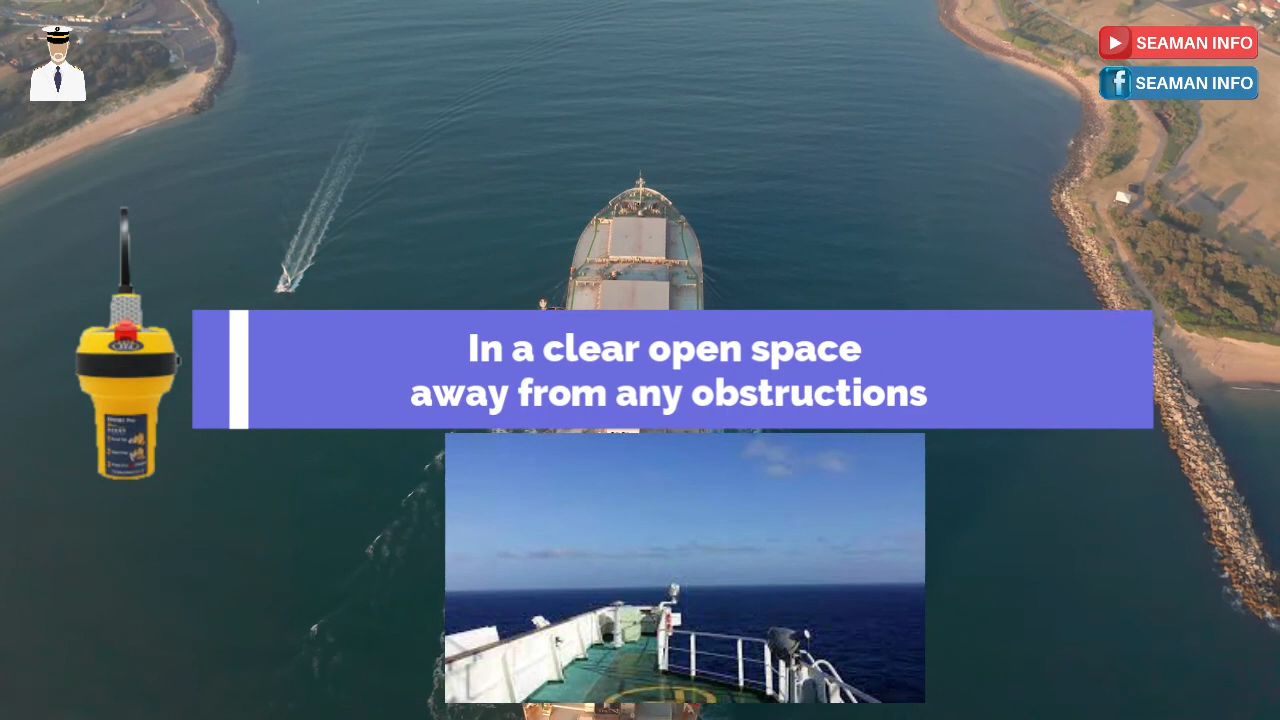 SEAMAN INFO
SEAMAN INFO
In a clear open space
away from any obstructions